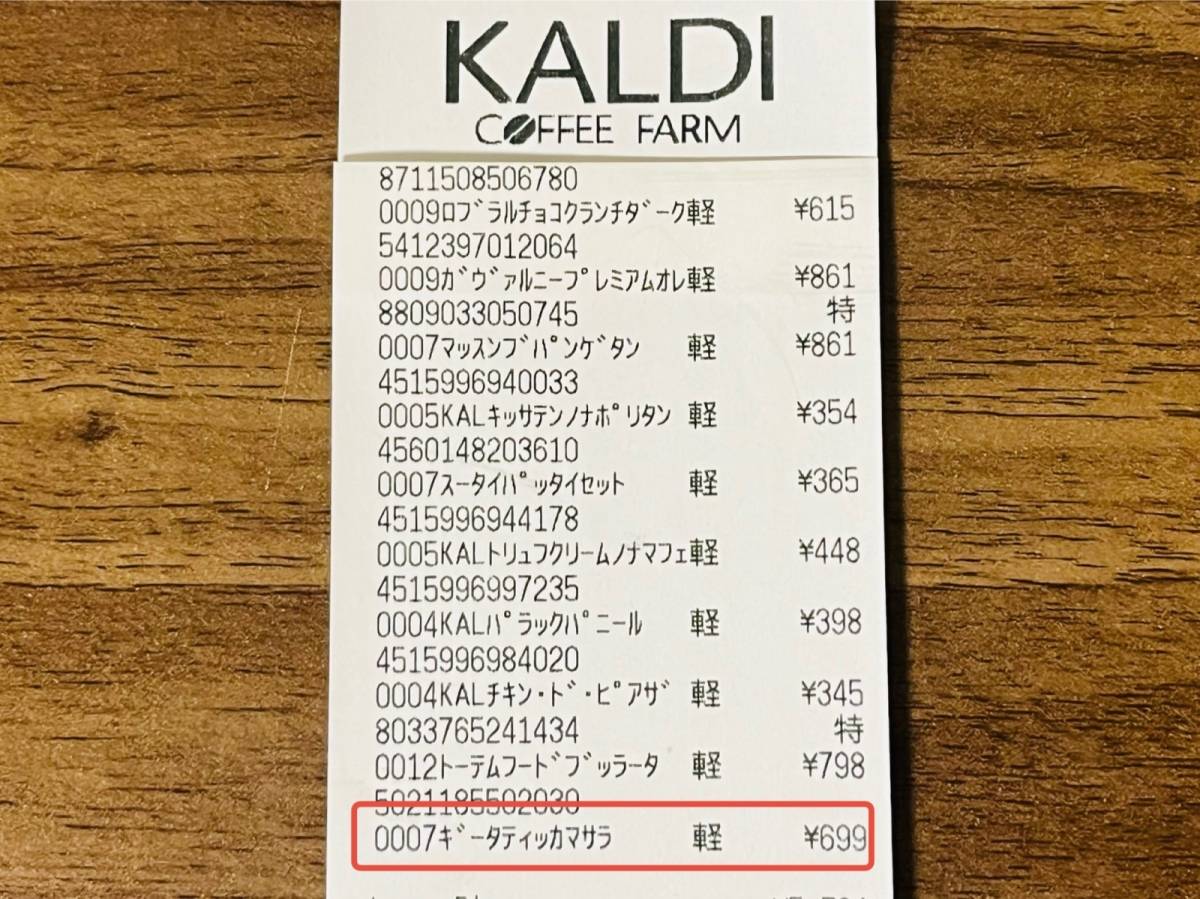 KALDI
COFFEE FARM
8711508506780
0009ﾛﾌﾞﾗﾙﾁｮｺｸﾗﾝﾁﾀﾞｰｸ軽 ¥615
5412397012064
0009ｶﾞｳﾞｧﾙﾆｰﾌﾟﾚﾐｱﾑｵﾚ軽 ¥861
8809033050745 特
0007ﾏｯｽﾝﾌﾞﾊﾟﾝｹﾞﾀﾝ 軽 ¥861
4515996940033
0005KALｷｯｻﾃﾝﾉﾅﾎﾟﾘﾀﾝ 軽 ¥354
4560148203610
0007ｽｰﾀｲﾊﾟｯﾀｲｾｯﾄ 軽 ¥365
4515996944178
0005KALﾄﾘｭﾌｸﾘｰﾑﾉﾅﾏﾌｪ軽 ¥448
4515996997235
0004KALﾊﾟﾗｯｸﾊﾟﾆｰﾙ 軽 ¥398
4515996984020
0004KALﾁｷﾝ･ﾄﾞ･ﾋﾟｱｻﾞ 軽 ¥345
8033765241434 特
0012ﾄｰﾃﾑﾌｰﾄﾞﾌﾞｯﾗｰﾀ 軽 ¥798
5021185502030
0007ｷﾞｰﾀﾃｨｯｶﾏｻﾗ 軽 ¥699